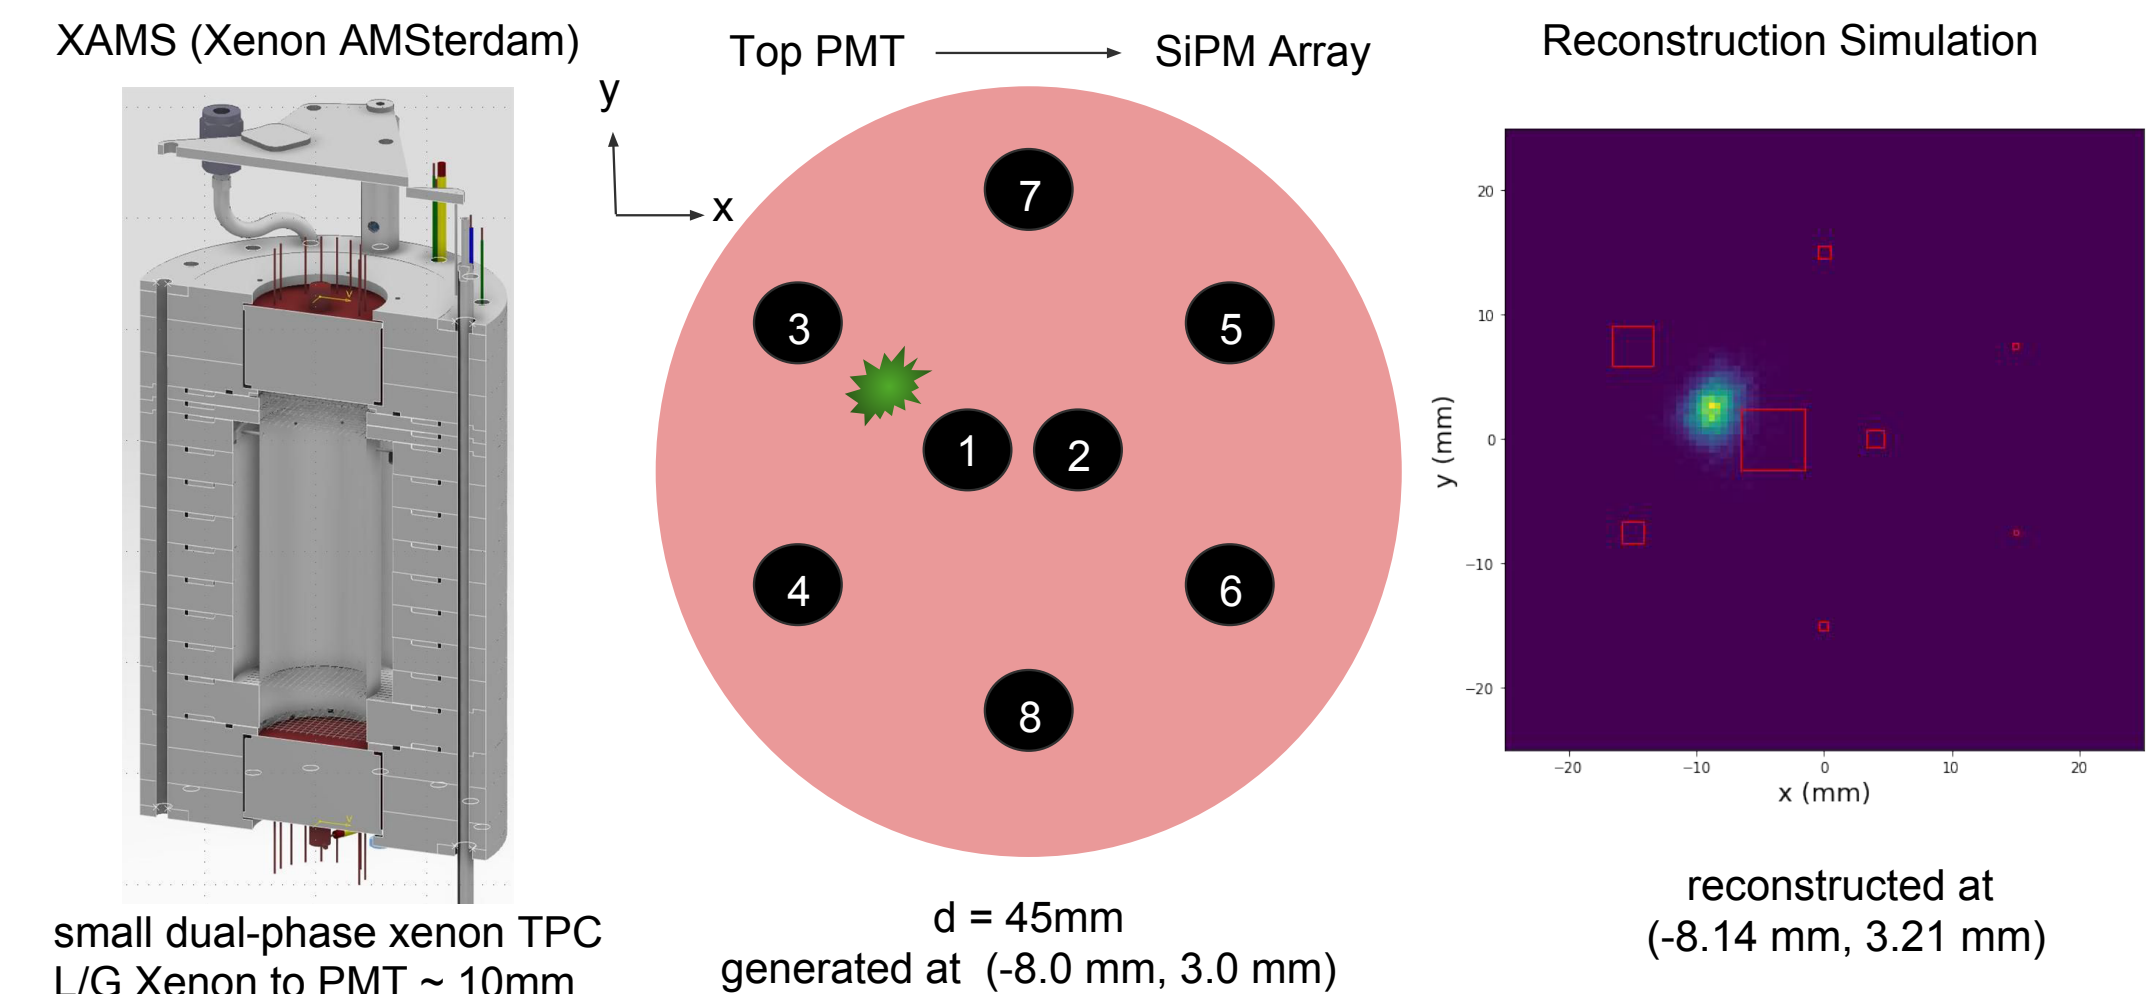 XAMS (Xenon AMSterdam)
small dual-phase xenon TPC
L/G Xenon to PMT ~ 10mm
Top PMT
SiPM Array
y
x
7
3
5
1
2
4
6
8
d = 45mm
generated at (-8.0 mm, 3.0 mm)
Reconstruction Simulation
20
10
0
−10
−20
y (mm)
−20
−10
0
10
20
x (mm)
reconstructed at
(-8.14 mm, 3.21 mm)